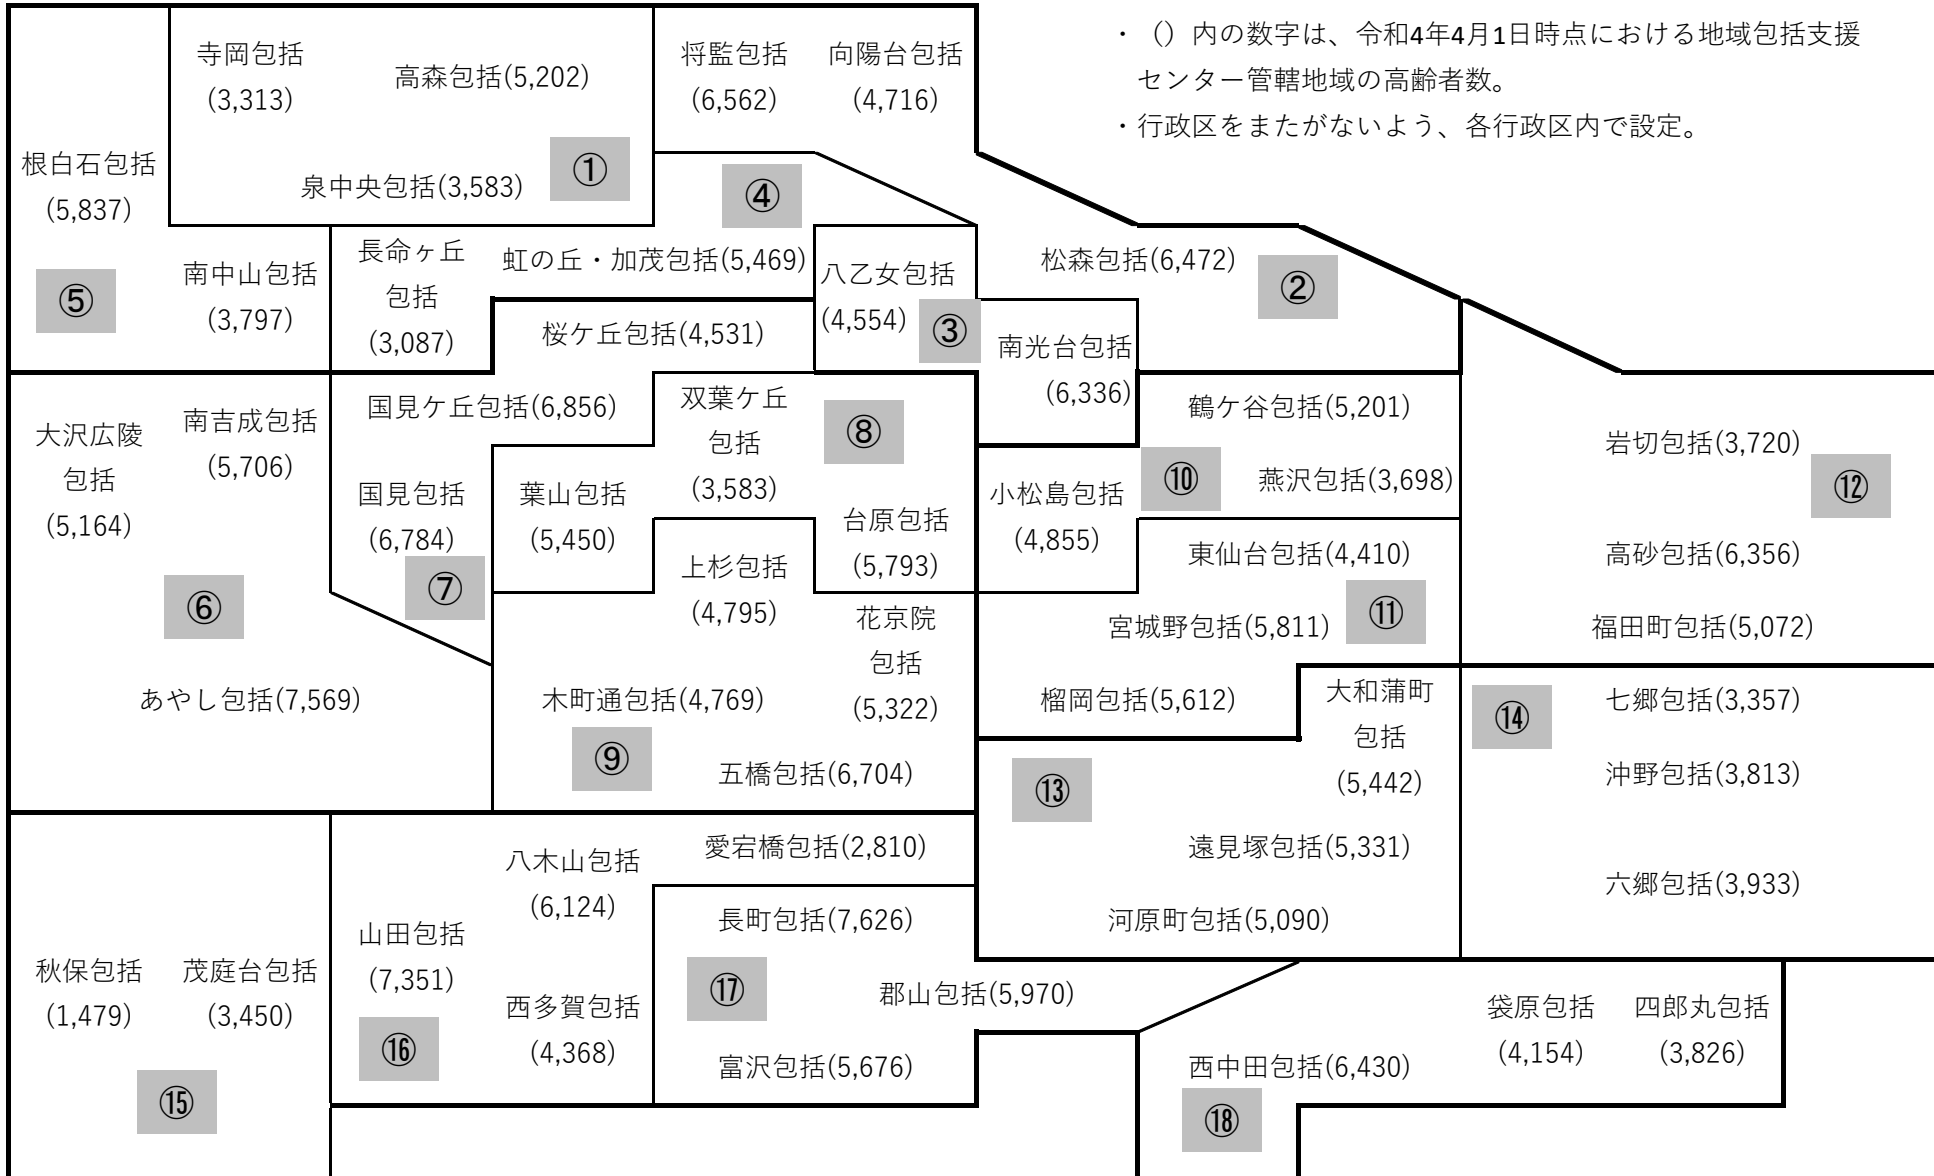 ・（）内の数字は、令和4年4月1日時点における地域包括支援
センター管轄地域の高齢者数。
・行政区をまたがないよう、各行政区内で設定。
寺岡包括
(3,313)
高森包括(5,202)
泉中央包括(3,583)
①
将監包括
(6,562)
向陽台包括
(4,716)
松森包括(6,472)
②
根白石包括
(5,837)
⑤
南中山包括
(3,797)
④
長命ヶ丘
包括
(3,087)
虹の丘・加茂包括(5,469)
八乙女包括
(4,554)
③
南光台包括
(6,336)
桜ケ丘包括(4,531)
国見ケ丘包括(6,856)
国見包括
(6,784)
⑦
大沢広陵
包括
(5,164)
南吉成包括
(5,706)
⑥
あやし包括(7,569)
双葉ケ丘
包括
(3,583)
⑧
葉山包括
(5,450)
台原包括
(5,793)
上杉包括
(4,795)
花京院
包括
(5,322)
木町通包括(4,769)
⑨
五橋包括(6,704)
鶴ケ谷包括(5,201)
⑩
燕沢包括(3,698)
小松島包括
(4,855)
東仙台包括(4,410)
宮城野包括(5,811)
⑪
榴岡包括(5,612)
岩切包括(3,720)
⑫
高砂包括(6,356)
福田町包括(5,072)
大和蒲町
包括
(5,442)
⑬
遠見塚包括(5,331)
河原町包括(5,090)
⑭
七郷包括(3,357)
沖野包括(3,813)
六郷包括(3,933)
秋保包括
(1,479)
茂庭台包括
(3,450)
⑮
愛宕橋包括(2,810)
八木山包括
(6,124)
山田包括
(7,351)
西多賀包括
(4,368)
⑯
長町包括(7,626)
⑰
郡山包括(5,970)
富沢包括(5,676)
袋原包括
(4,154)
四郎丸包括
(3,826)
西中田包括(6,430)
⑱